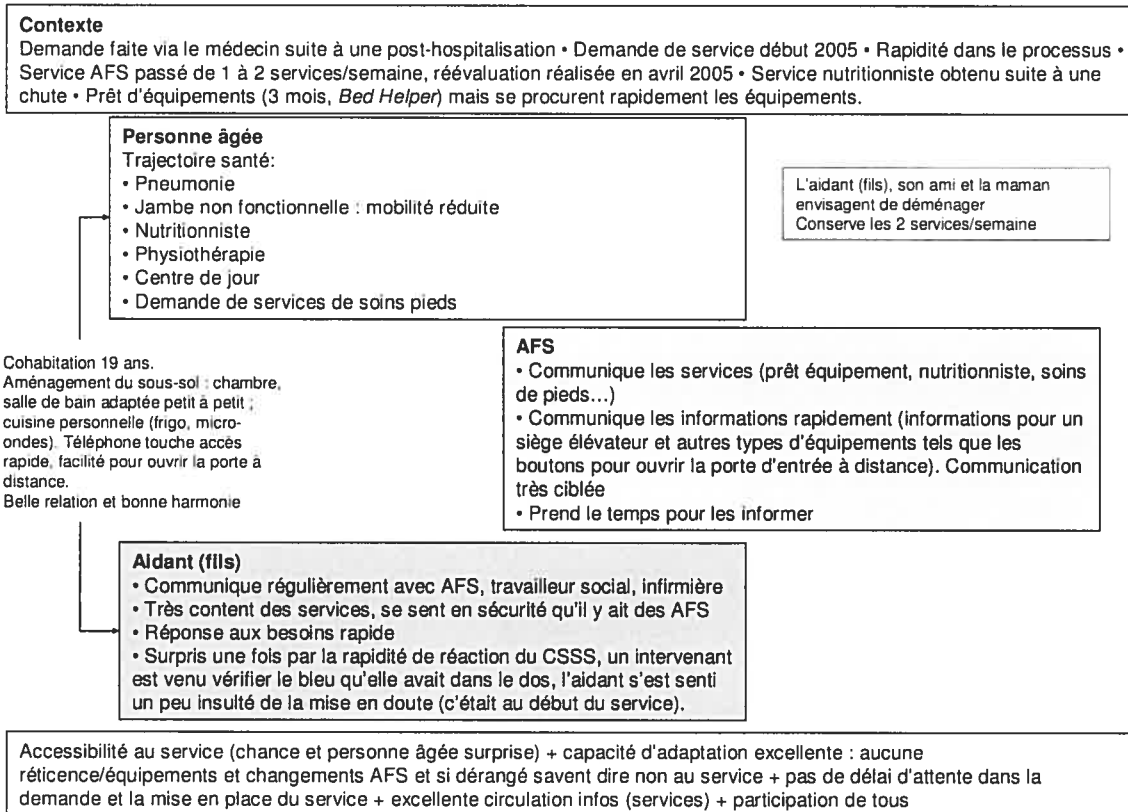 Contexte
Demande faite via le médecin suite à une post-hospitalisation • Demande de service début 2005 • Rapidité dans le processus •
Service AFS passé de 1 à 2 services/semaine, réévaluation réalisée en avril 2005 • Service nutritionniste obtenu suite à une
chute • Prêt d'équipements (3 mois, Bed Helper) mais se procurent rapidement les équipements.
Personne âgée
Trajectoire santé:
• Pneumonie
• Jambe non fonctionnelle : mobilité réduite
• Nutritionniste
• Physiothérapie
• Centre de jour
• Demande de services de soins pieds
L'aidant (fils), son ami et la maman
envisagent de déménager
Conserve les 2 services/semaine
Cohabitation 19 ans.
Aménagement du sous-sol : chambre,
salle de bain adaptée petit à petit ;
cuisine personnelle (frigo, micro-
ondes). Téléphone touche accès
rapide, facilité pour ouvrir la porte à
distance.
Belle relation et bonne harmonie
AFS
• Communique les services (prêt équipement, nutritionniste, soins
de pieds...)
• Communique les informations rapidement (informations pour un
siège élévateur et autres types d'équipements tels que les
boutons pour ouvrir la porte d'entrée à distance). Communication
très ciblée
• Prend le temps pour les informer
Aidant (fils)
• Communique régulièrement avec AFS, travailleur social, infirmière
• Très content des services, se sent en sécurité qu'il y ait des AFS
• Réponse aux besoins rapide
• Surpris une fois par la rapidité de réaction du CSSS, un intervenant
est venu vérifier le bleu qu'elle avait dans le dos, l'aidant s'est senti
un peu insulté de la mise en doute (c'était au début du service).
Accessibilité au service (chance et personne âgée surprise) + capacité d'adaptation excellente : aucune
réticence/équipements et changements AFS et si dérangé savent dire non au service + pas de délai d'attente dans la
demande et la mise en place du service + excellente circulation infos (services) + participation de tous